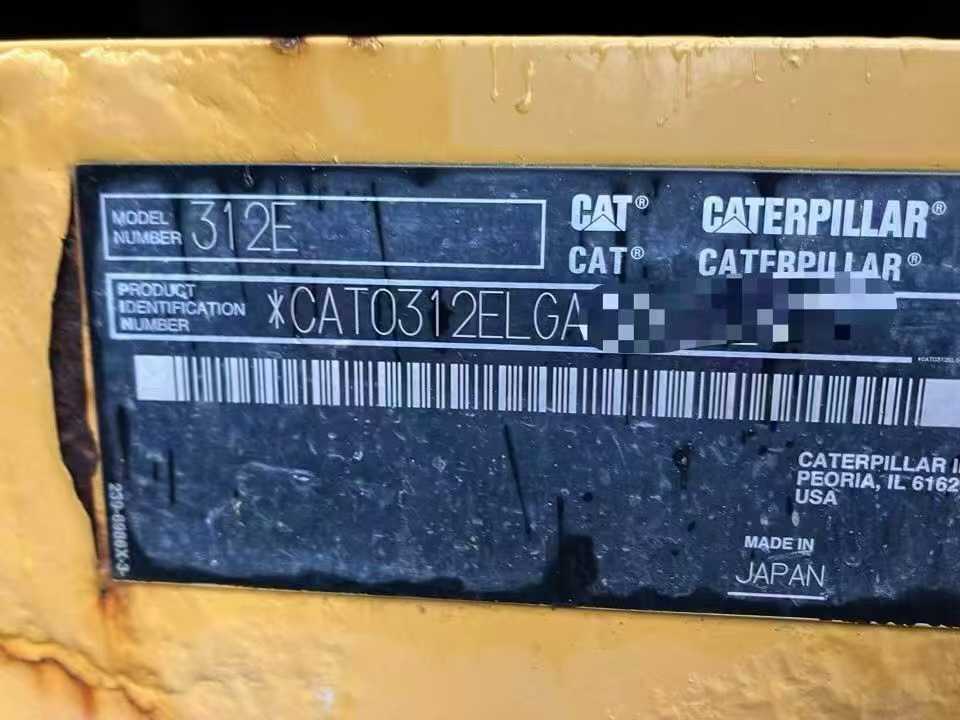 MODEL NUMBER 312E
CAT® CATERPILLAR®
CAT® CATERPILLAR®
PRODUCT IDENTIFICATION NUMBER *CAT0312ELGA
CATERPILLAR
PEORIA, IL 6162
USA
MADE IN
JAPAN